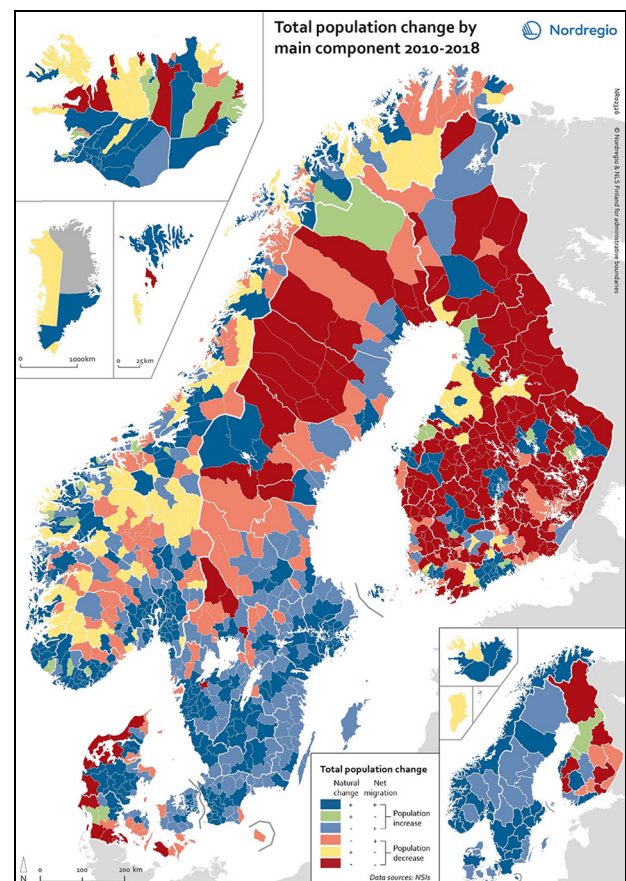 Total population change by
main component 2010-2018
Nordregio
NR02316
© Nordregio & NLS Finland for administrative boundaries
0 1000km
0 25km
Total population change
Natural change
Net migration
+ +
+ -
- +
Population increase
- +
+ -
- -
Population decrease
Data sources: NSIs
N
0 100 200 km